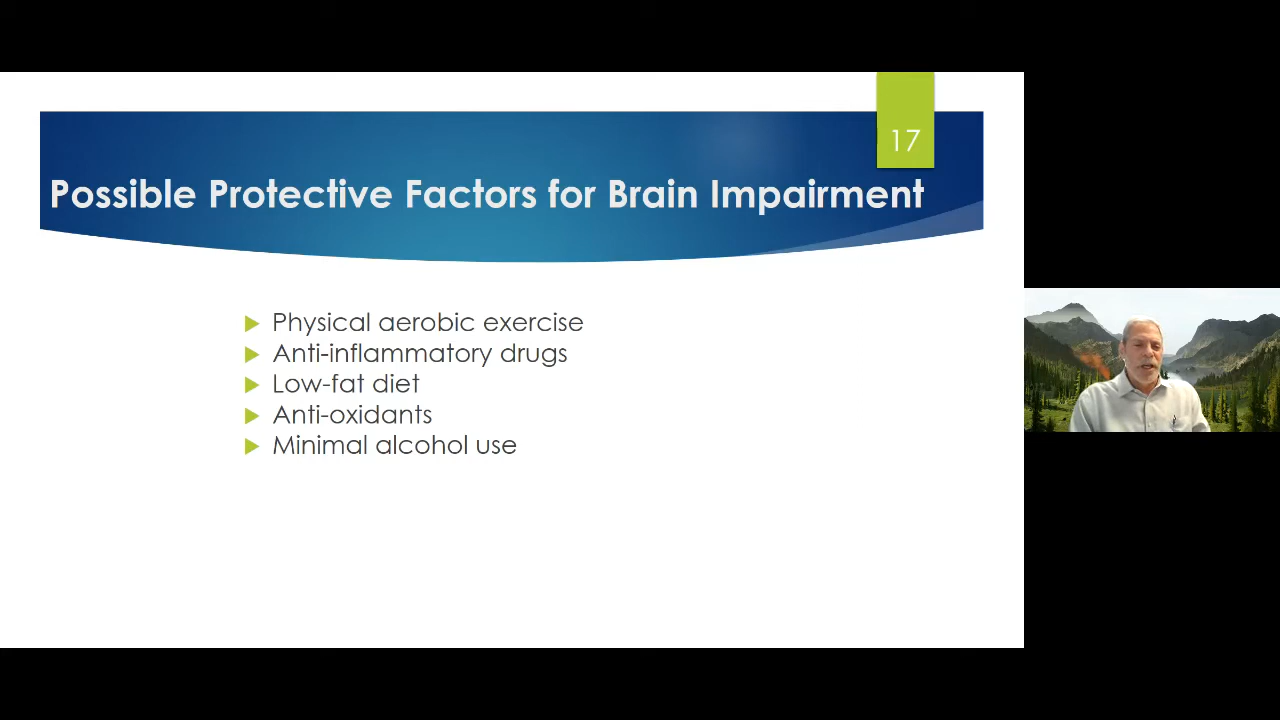 17
Possible Protective Factors for Brain Impairment
Physical aerobic exercise
Anti-inflammatory drugs
Low-fat diet
Anti-oxidants
Minimal alcohol use